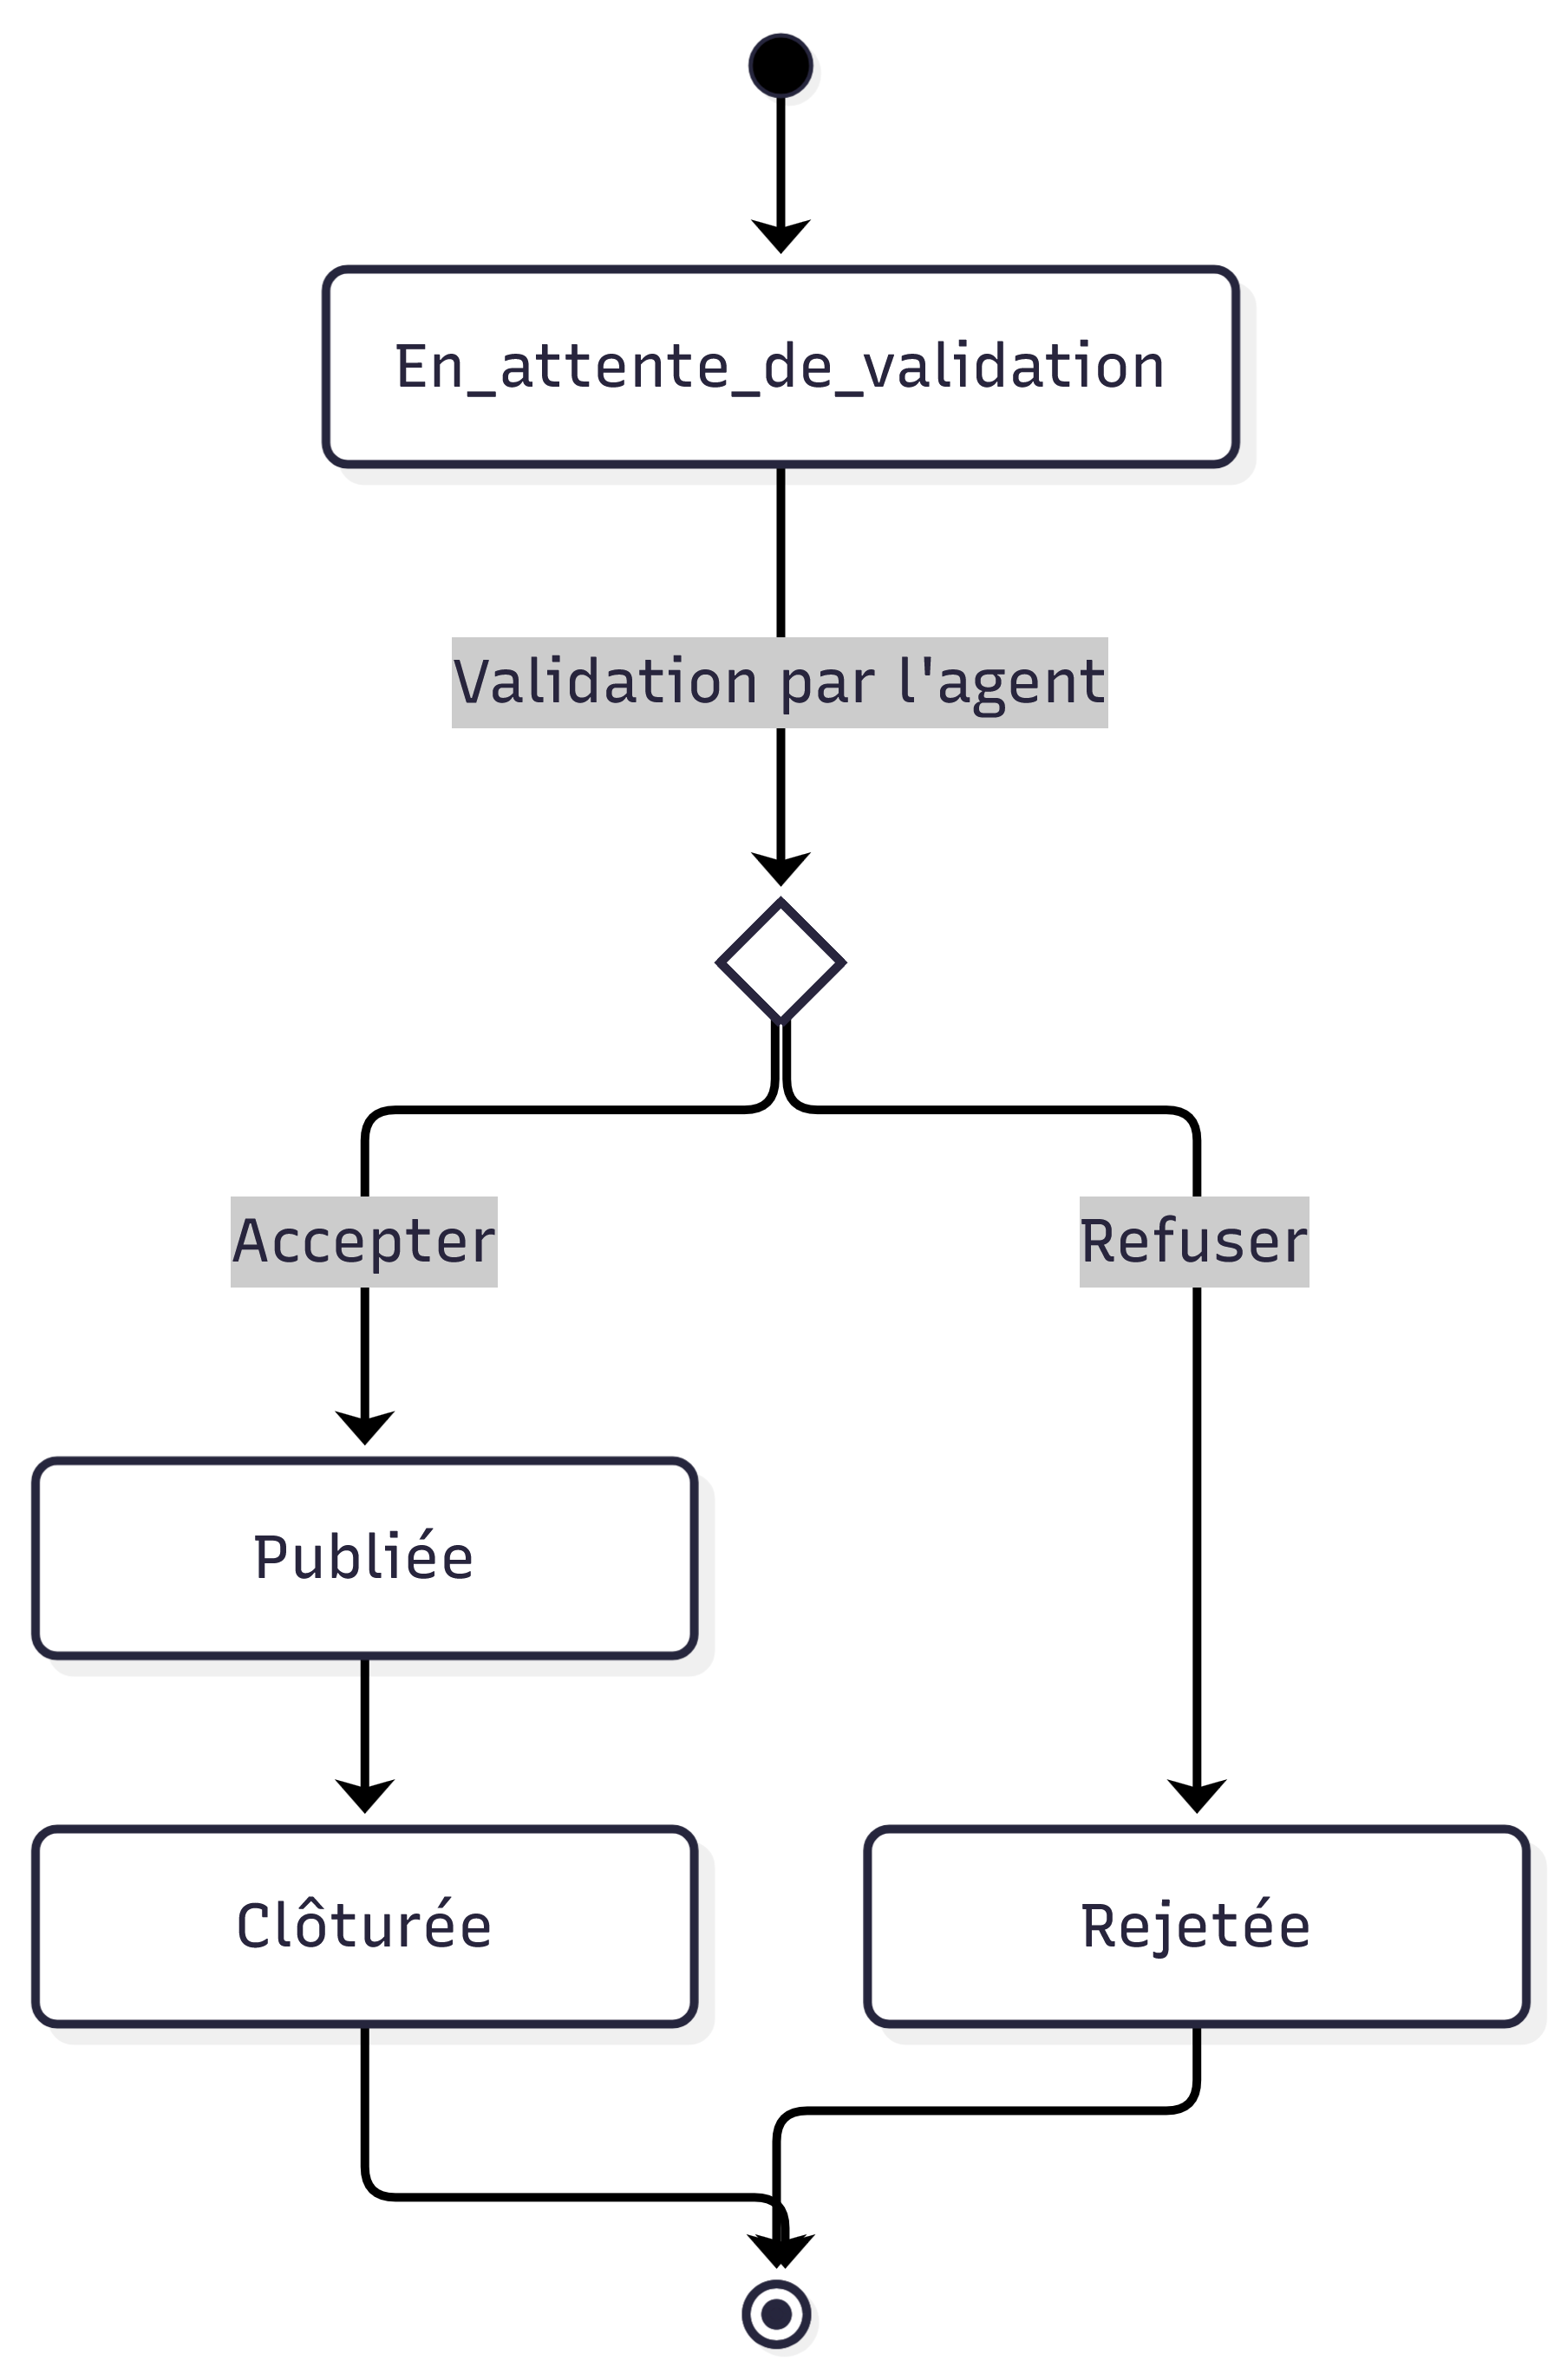 En_attente_de_validation
Validation par l'agent
Accepter
Refuser
Publiée
Clôturée
Rejetée